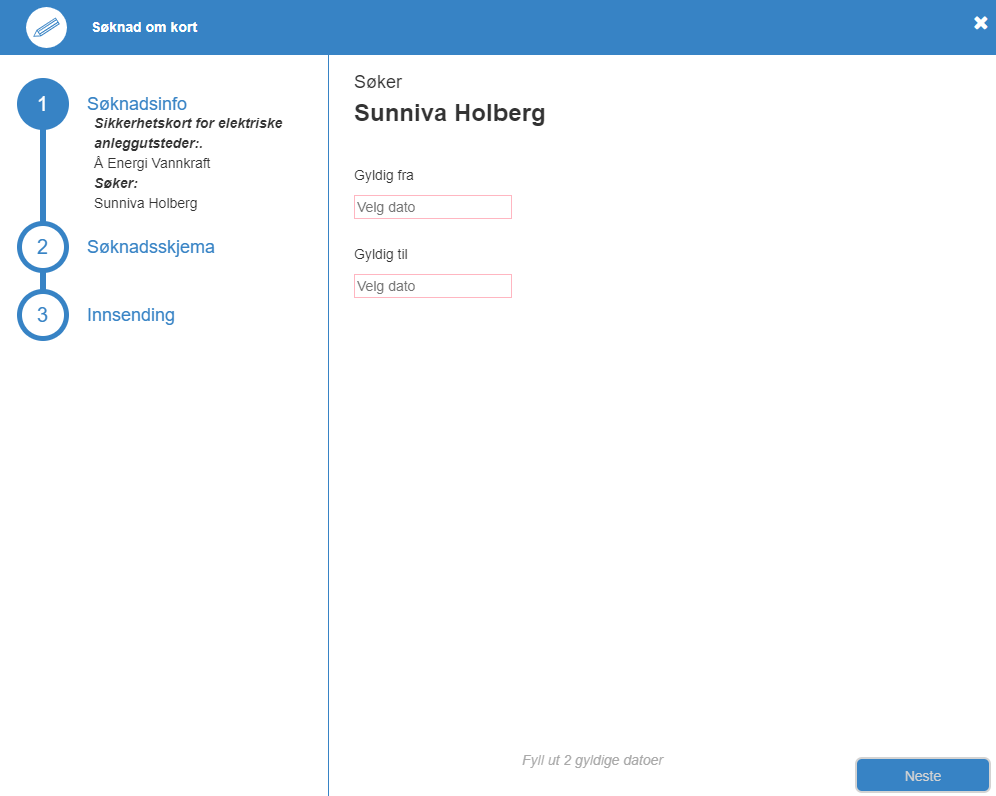 Søknad om kort
1
Søknadsinfo
Sikkerhetskort for elektriske
anleggutsteder:.
Å Energi Vannkraft
Søker:
Sunniva Holberg
2
Søknadsskjema
3
Innsending
Søker
Sunniva Holberg
Gyldig fra
Velg dato
Gyldig til
Velg dato
Fyll ut 2 gyldige datoer
Neste